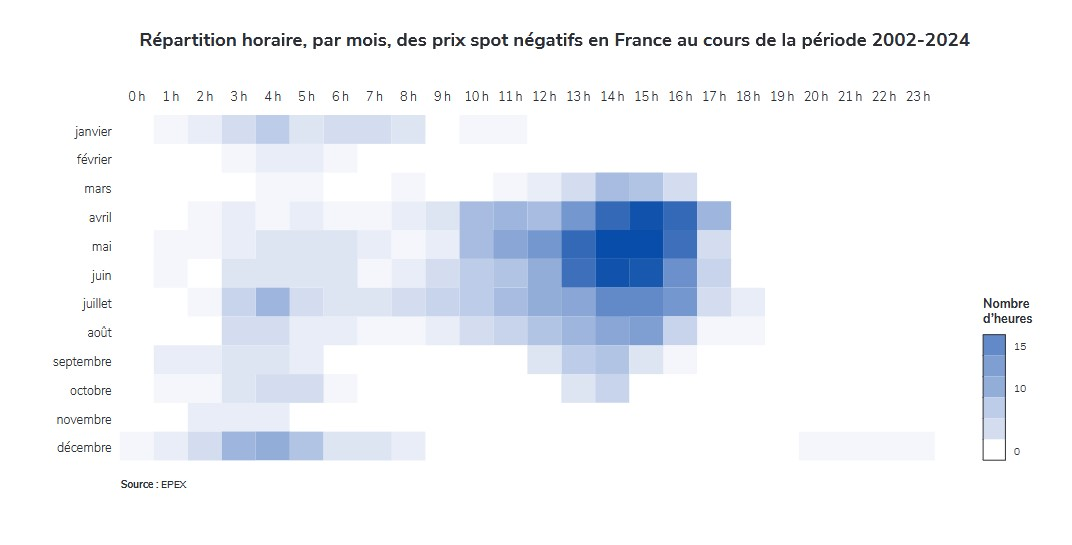 Répartition horaire, par mois, des prix spot négatifs en France au cours de la période 2002-2024
0 h 1 h 2 h 3 h 4 h 5 h 6 h 7 h 8 h 9 h 10 h 11 h 12 h 13 h 14 h 15 h 16 h 17 h 18 h 19 h 20 h 21 h 22 h 23 h
janvier
février
mars
avril
mai
juin
juillet
août
septembre
octobre
novembre
décembre
Nombre
d'heures
15
10
0
Source : EPEX